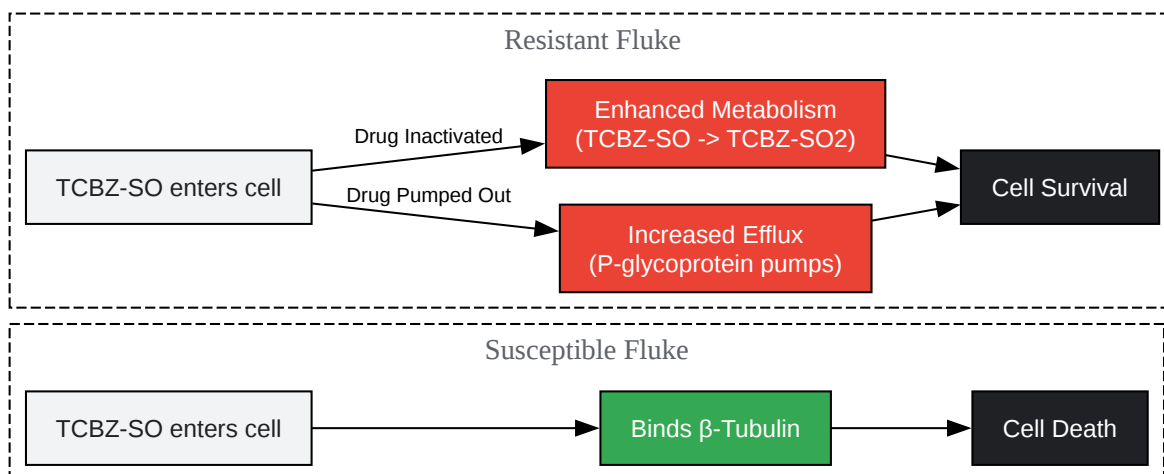 Resistant Fluke
Enhanced Metabolism
(TCBZ-SO -> TCBZ-SO2)
Drug Inactivated
TCBZ-SO enters cell
Cell Survival
Drug Pumped Out
Increased Efflux
(P-glycoprotein pumps)
Susceptible Fluke
TCBZ-SO enters cell
Binds β-Tubulin
Cell Death